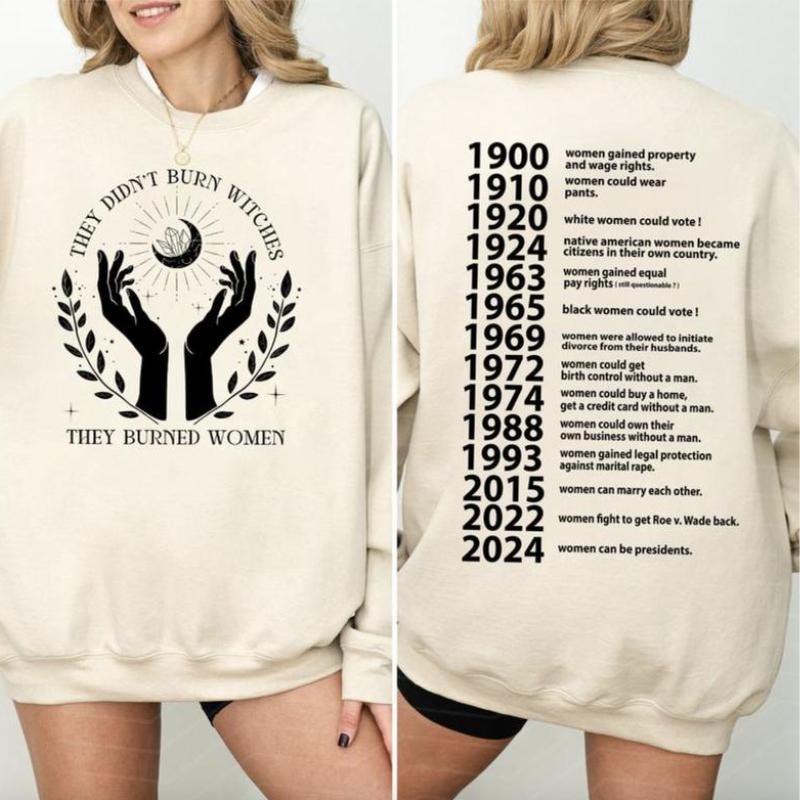 THEY DIDN'T BURN WITCHES
THEY BURNED WOMEN
1900 women gained property
and wage rights.
1910 women could wear
pants.
1920 white women could vote !
1924 native american women became
citizens in their own country.
1963 women gained equal
pay rights ( still questionable ? )
1965 black women could vote !
1969 women were allowed to initiate
divorce from their husbands.
1972 women could get
birth control without a man.
1974 women could buy a home,
get a credit card without a man.
1988 women could own their
own business without a man.
1993 women gained legal protection
against marital rape.
2015 women can marry each other.
2022 women fight to get Roe v. Wade back.
2024 women can be presidents.